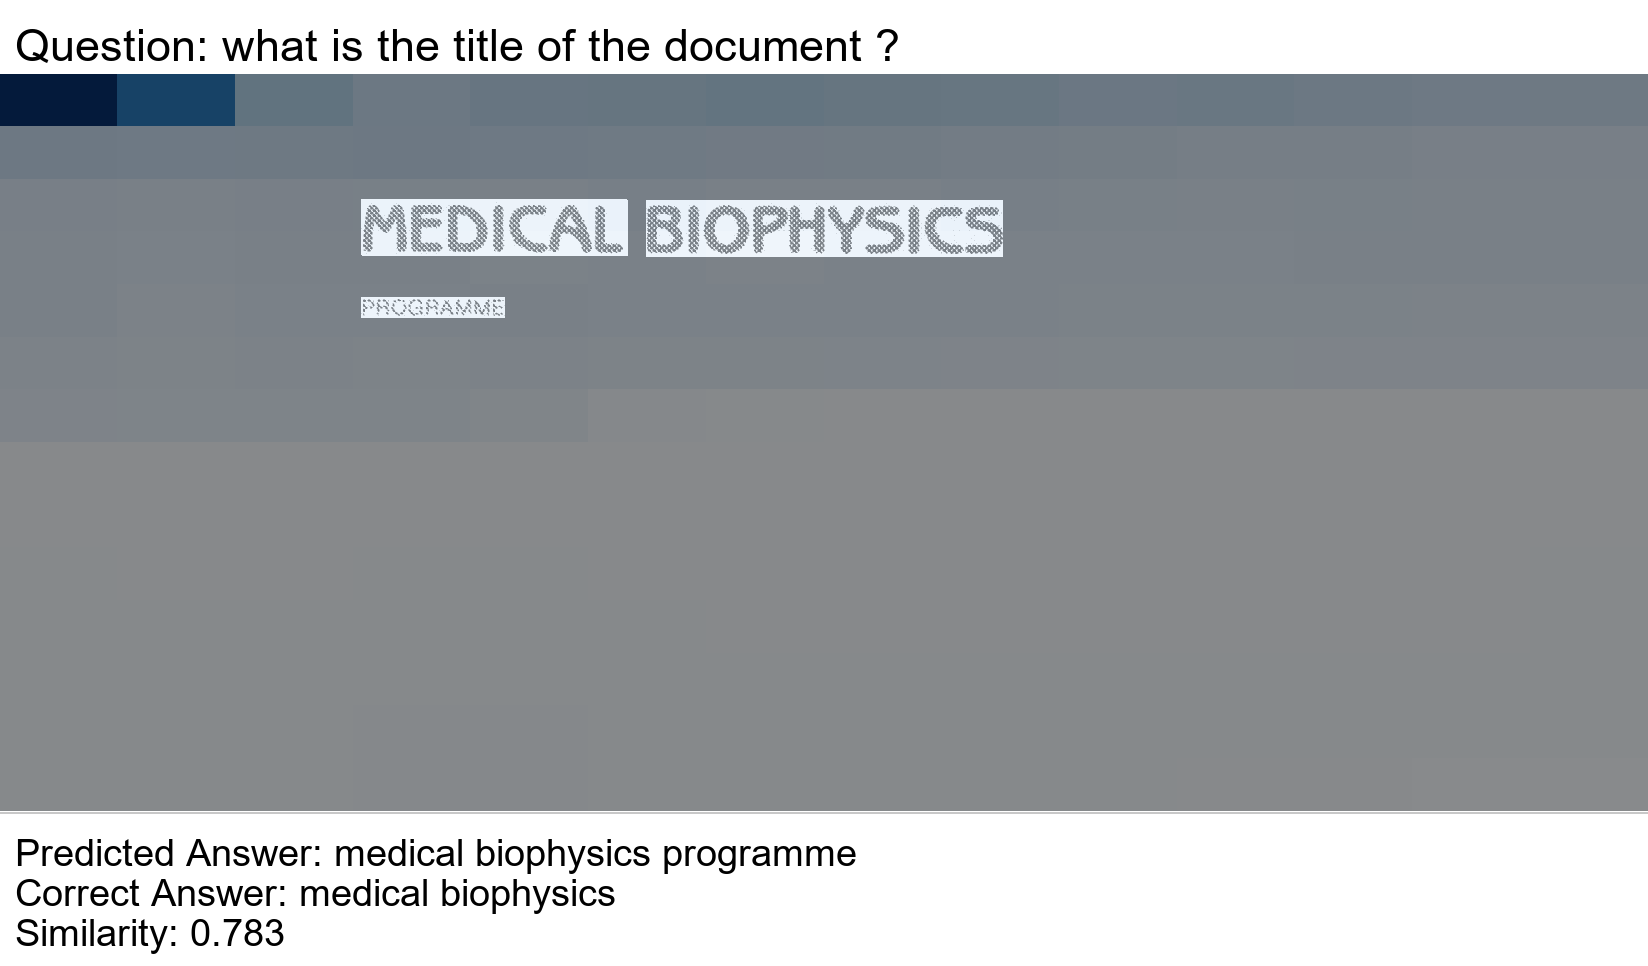 Question: what is the title of the document ?
MEDICAL BIOPHYSICS
PROGRAMME
Predicted Answer: medical biophysics programme
Correct Answer: medical biophysics
Similarity: 0.783